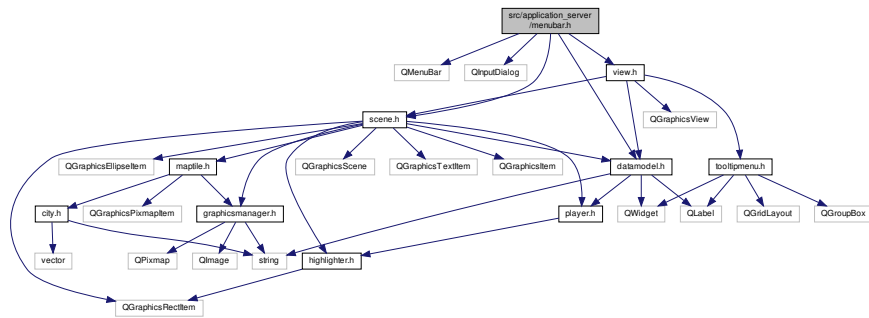 src/application_server
/menubar.h
QMenuBar
QInputDialog
view.h
scene.h
QGraphicsView
QGraphicsEllipseItem
maptile.h
QGraphicsScene
QGraphicsTextItem
QGraphicsItem
datamodel.h
tooltipmenu.h
city.h
QGraphicsPixmapItem
graphicsmanager.h
player.h
QWidget
QLabel
QGridLayout
QGroupBox
vector
QPixmap
QImage
string
highlighter.h
QGraphicsRectItem